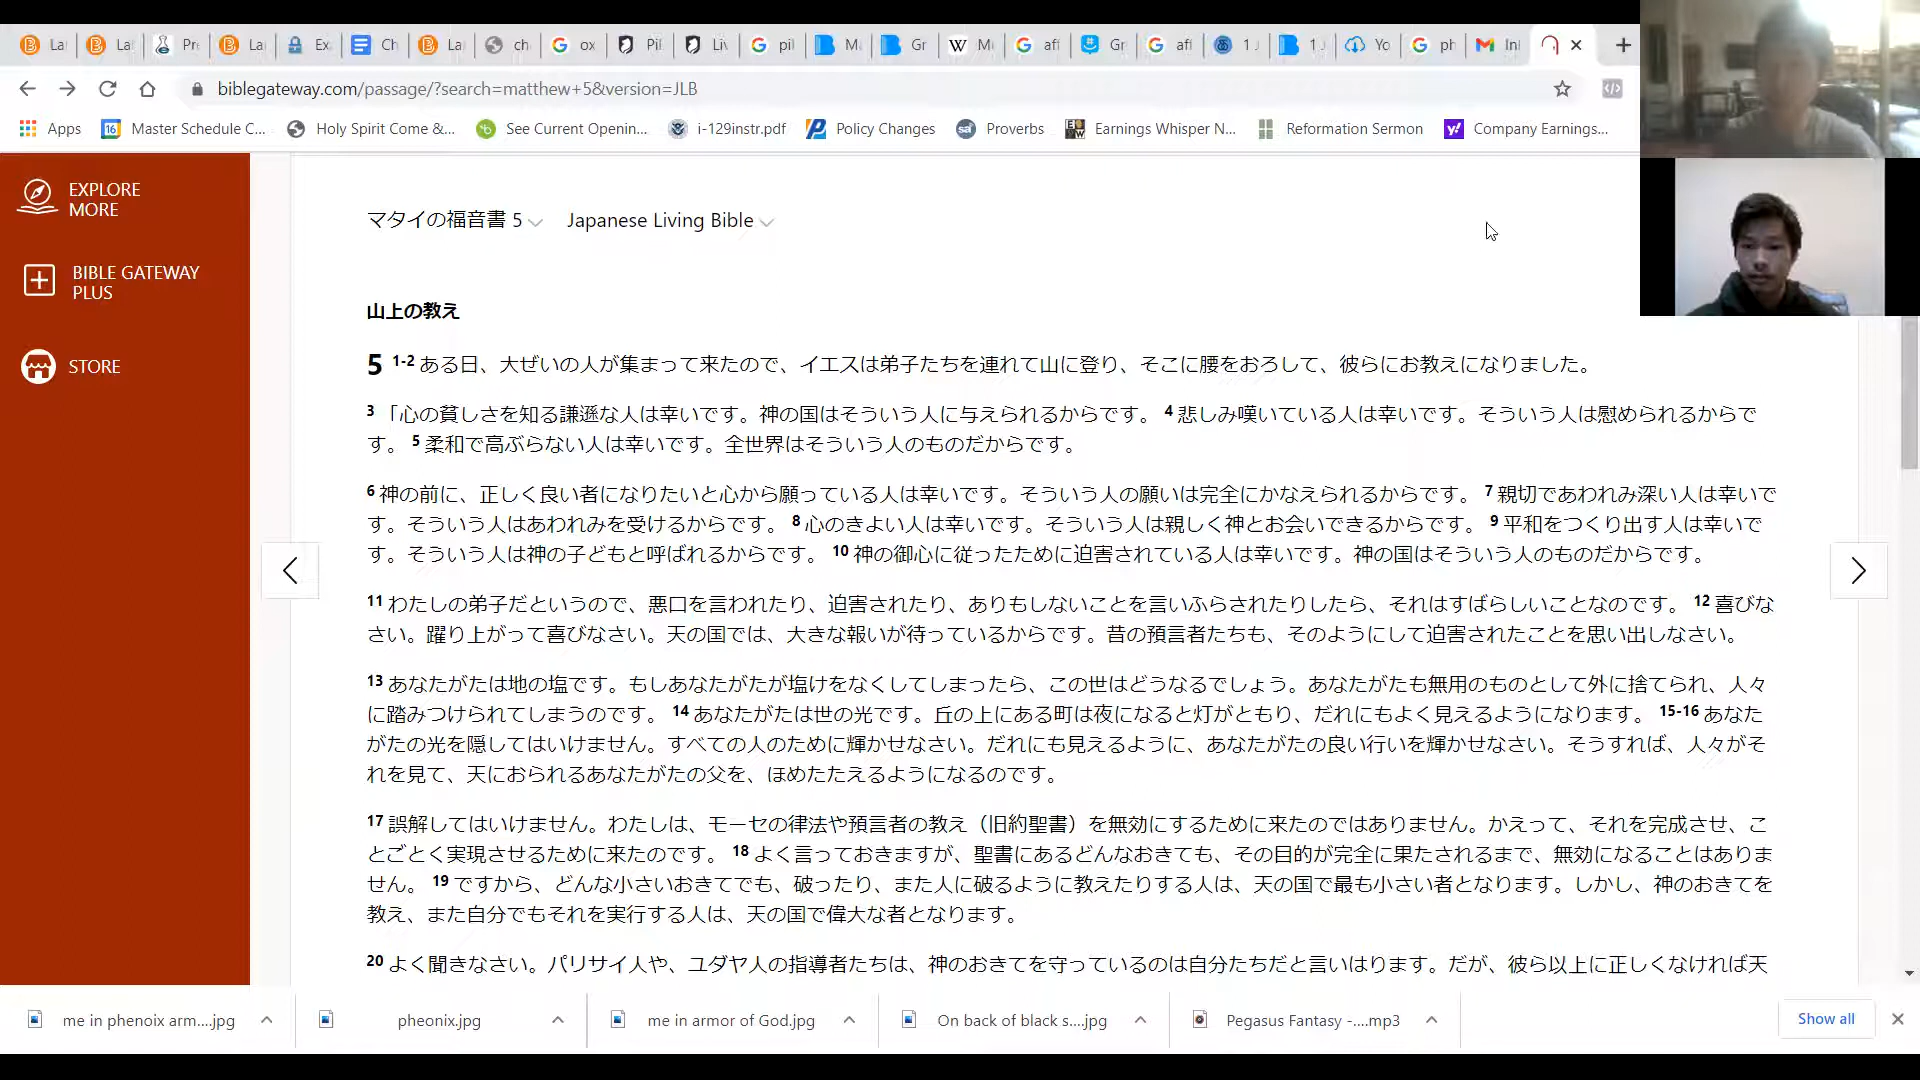 La
La
Pr
La
Ex
Ch
La
ch
ox
Pil
Liv
pil
M
Gr
M
afl
Gr
afl
1 J
1 J
Yo
ph
In
biblegateway.com/passage/?search=matthew+5&version=JLB
Apps
Master Schedule C...
Holy Spirit Come &...
See Current Openin...
i-129instr.pdf
Policy Changes
Proverbs
Earnings Whisper N...
Reformation Sermon
Company Earnings...
EXPLORE
MORE
BIBLE GATEWAY
PLUS
STORE
マタイの福音書 5 Japanese Living Bible
山上の教え
5 1-2 ある日、大ぜいの人が集まって来たので、イエスは弟子たちを連れて山に登り、そこに腰をおろして、彼らにお教えになりました。
3 「心の貧しさを知る謙遜な人は幸いです。神の国はそういう人に与えられるからです。 4 悲しみ嘆いている人は幸いです。そういう人は慰められるからで
す。 5 柔和で高ぶらない人は幸いです。全世界はそういう人のものだからです。
6 神の前に、正しく良い者になりたいと心から願っている人は幸いです。そういう人の願いは完全にかなえられるからです。 7 親切であわれみ深い人は幸いで
す。そういう人はあわれみを受けるからです。 8 心のきよい人は幸いです。そういう人は親しく神とお会いできるからです。 9 平和をつくり出す人は幸いで
す。そういう人は神の子どもと呼ばれるからです。 10 神の御心に従ったために迫害されている人は幸いです。神の国はそういう人のものだからです。
11 わたしの弟子だというので、悪口を言われたり、迫害されたり、ありもしないことを言いふらされたりしたら、それはすばらしいことなのです。 12 喜びな
さい。躍り上がって喜びなさい。天の国では、大きな報いが待っているからです。昔の預言者たちも、そのようにして迫害されたことを思い出しなさい。
13 あなたがたは地の塩です。もしあなたがたが塩けをなくしてしまったら、この世はどうなるでしょう。あなたがたも無用のものとして外に捨てられ、人々
に踏みつけられてしまうのです。 14 あなたがたは世の光です。丘の上にある町は夜になると灯がともり、だれにもよく見えるようになります。 15-16 あなた
がたの光を隠してはいけません。すべての人のために輝かせなさい。だれにも見えるように、あなたがたの良い行いを輝かせなさい。そうすれば、人々がそ
れを見て、天におられるあなたがたの父を、ほめたたえるようになるのです。
17 誤解してはいけません。わたしは、モーセの律法や預言者の教え（旧約聖書）を無効にするために来たのではありません。かえって、それを完成させ、こ
とごとく実現させるために来たのです。 18 よく言っておきますが、聖書にあるどんなおきても、その目的が完全に果たされるまで、無効になることはありま
せん。 19 ですから、どんな小さいおきてでも、破ったり、また人に破るように教えたりする人は、天の国で最も小さい者となります。しかし、神のおきてを
教え、また自分でもそれを実行する人は、天の国で偉大な者となります。
20 よく聞きなさい。パリサイ人や、ユダヤ人の指導者たちは、神のおきてを守っているのは自分たちだと言いはります。だが、彼ら以上に正しくなければ天
me in phenoix arm....jpg
pheonix.jpg
me in armor of God.jpg
On back of black s....jpg
Pegasus Fantasy -....mp3
Show all